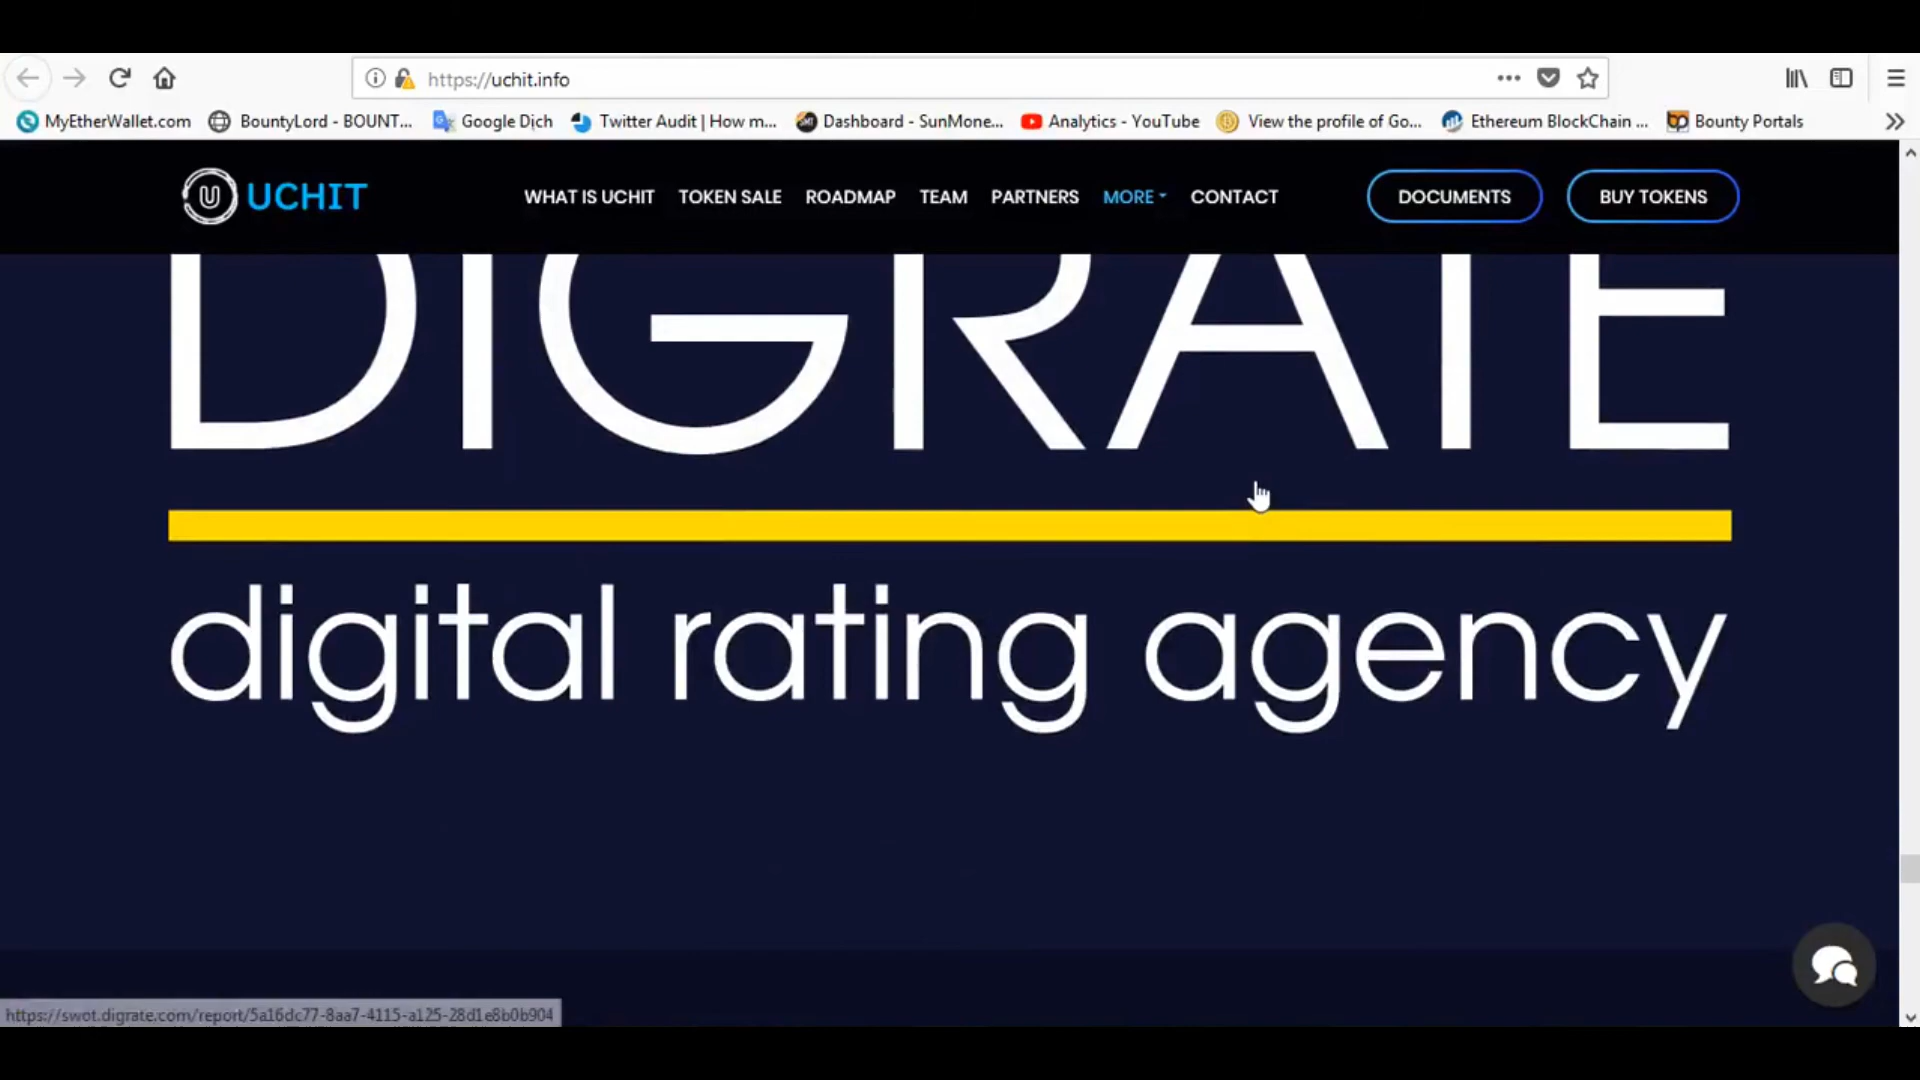 https://uchit.info
MyEtherWallet.com BountyLord - BOUNT... Google Dịch Twitter Audit | How m... Dashboard - SunMone... Analytics - YouTube View the profile of Go... Ethereum BlockChain ... Bounty Portals
U UCHIT WHAT IS UCHIT TOKEN SALE ROADMAP TEAM PARTNERS MORE CONTACT DOCUMENTS BUY TOKENS
DIGRATE
digital rating agency
https://swot.digrate.com/report/5a16dc77-8aa7-4115-a125-28d1e8b0b904